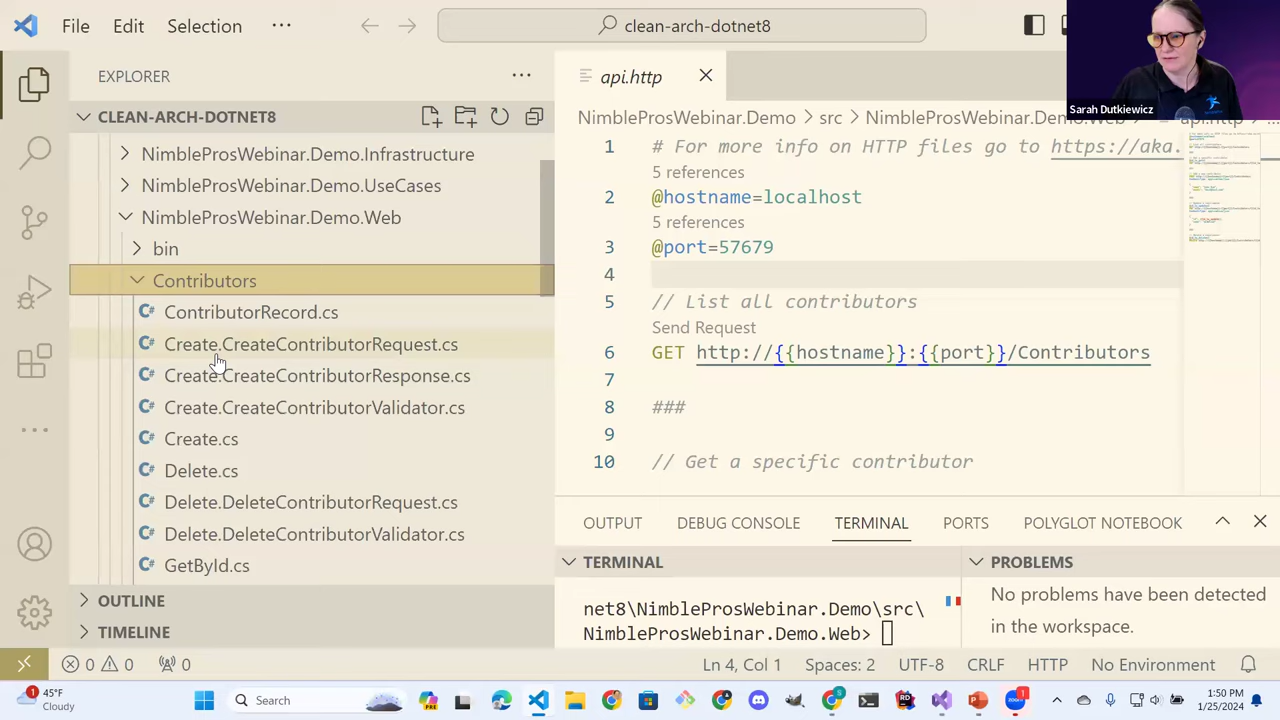 File Edit Selection ··· clean-arch-dotnet8
Sarah Dutkiewicz
EXPLORER ···
CLEAN-ARCH-DOTNET8
NimbleProsWebinar.Demo.Infrastructure
NimbleProsWebinar.Demo.UseCases
NimbleProsWebinar.Demo.Web
bin
Contributors
ContributorRecord.cs
Create.CreateContributorRequest.cs
Create.CreateContributorResponse.cs
Create.CreateContributorValidator.cs
Create.cs
Delete.cs
Delete.DeleteContributorRequest.cs
Delete.DeleteContributorValidator.cs
GetById.cs
OUTLINE
TIMELINE
api.http
NimbleProsWebinar.Demo > src > NimbleProsWebinar.Demo.Web > api.http > ...
1 # For more info on HTTP files go to https://aka.
5 references
2 @hostname=localhost
5 references
3 @port=57679
4
5 // List all contributors
Send Request
6 GET http://{{hostname}}:{{port}}/Contributors
7
8 ###
9
10 // Get a specific contributor
OUTPUT DEBUG CONSOLE TERMINAL PORTS POLYGLOT NOTEBOOK
TERMINAL
net8\NimbleProsWebinar.Demo\src\
NimbleProsWebinar.Demo.Web>
PROBLEMS
No problems have been detected
in the workspace.
0 0 0 Ln 4, Col 1 Spaces: 2 UTF-8 CRLF HTTP No Environment
1 45°F
Cloudy
Search
1:50 PM
1/25/2024